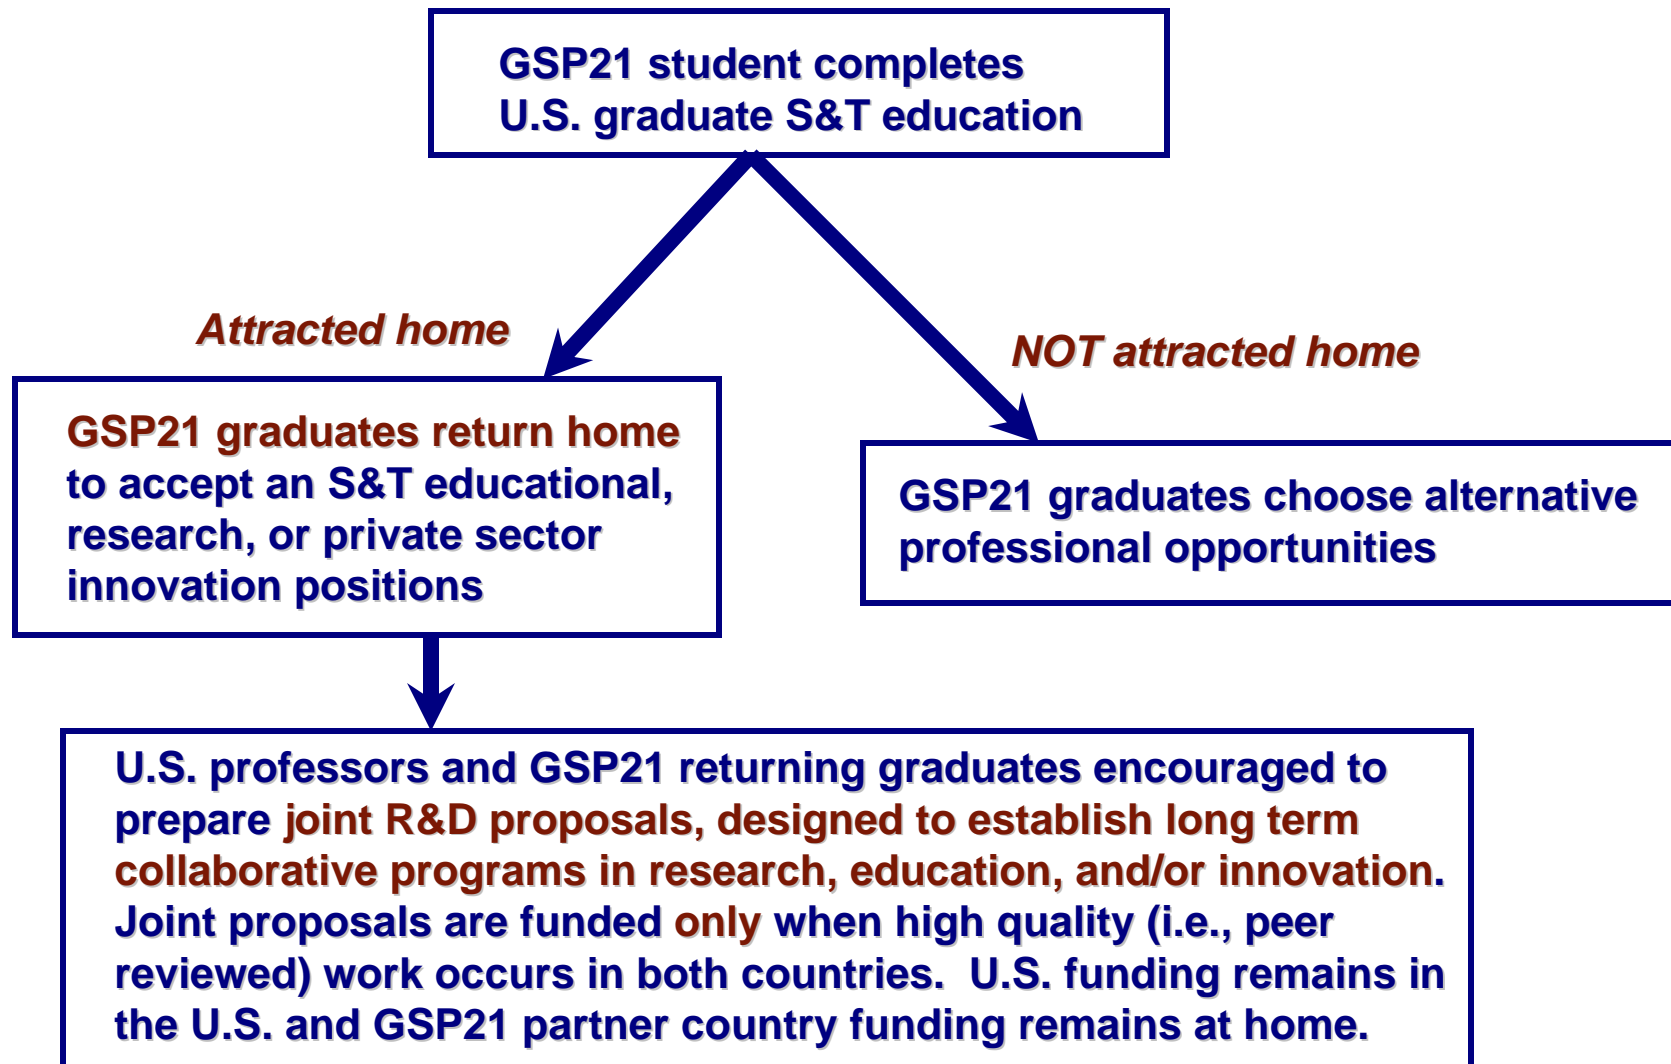 GSP21 student completes
U.S. graduate S&T education
Attracted home
NOT attracted home
GSP21 graduates return home
to accept an S&T educational,
research, or private sector
innovation positions
GSP21 graduates choose alternative
professional opportunities
U.S. professors and GSP21 returning graduates encouraged to
prepare joint R&D proposals, designed to establish long term
collaborative programs in research, education, and/or innovation.
Joint proposals are funded only when high quality (i.e., peer
reviewed) work occurs in both countries.  U.S. funding remains in
the U.S. and GSP21 partner country funding remains at home.